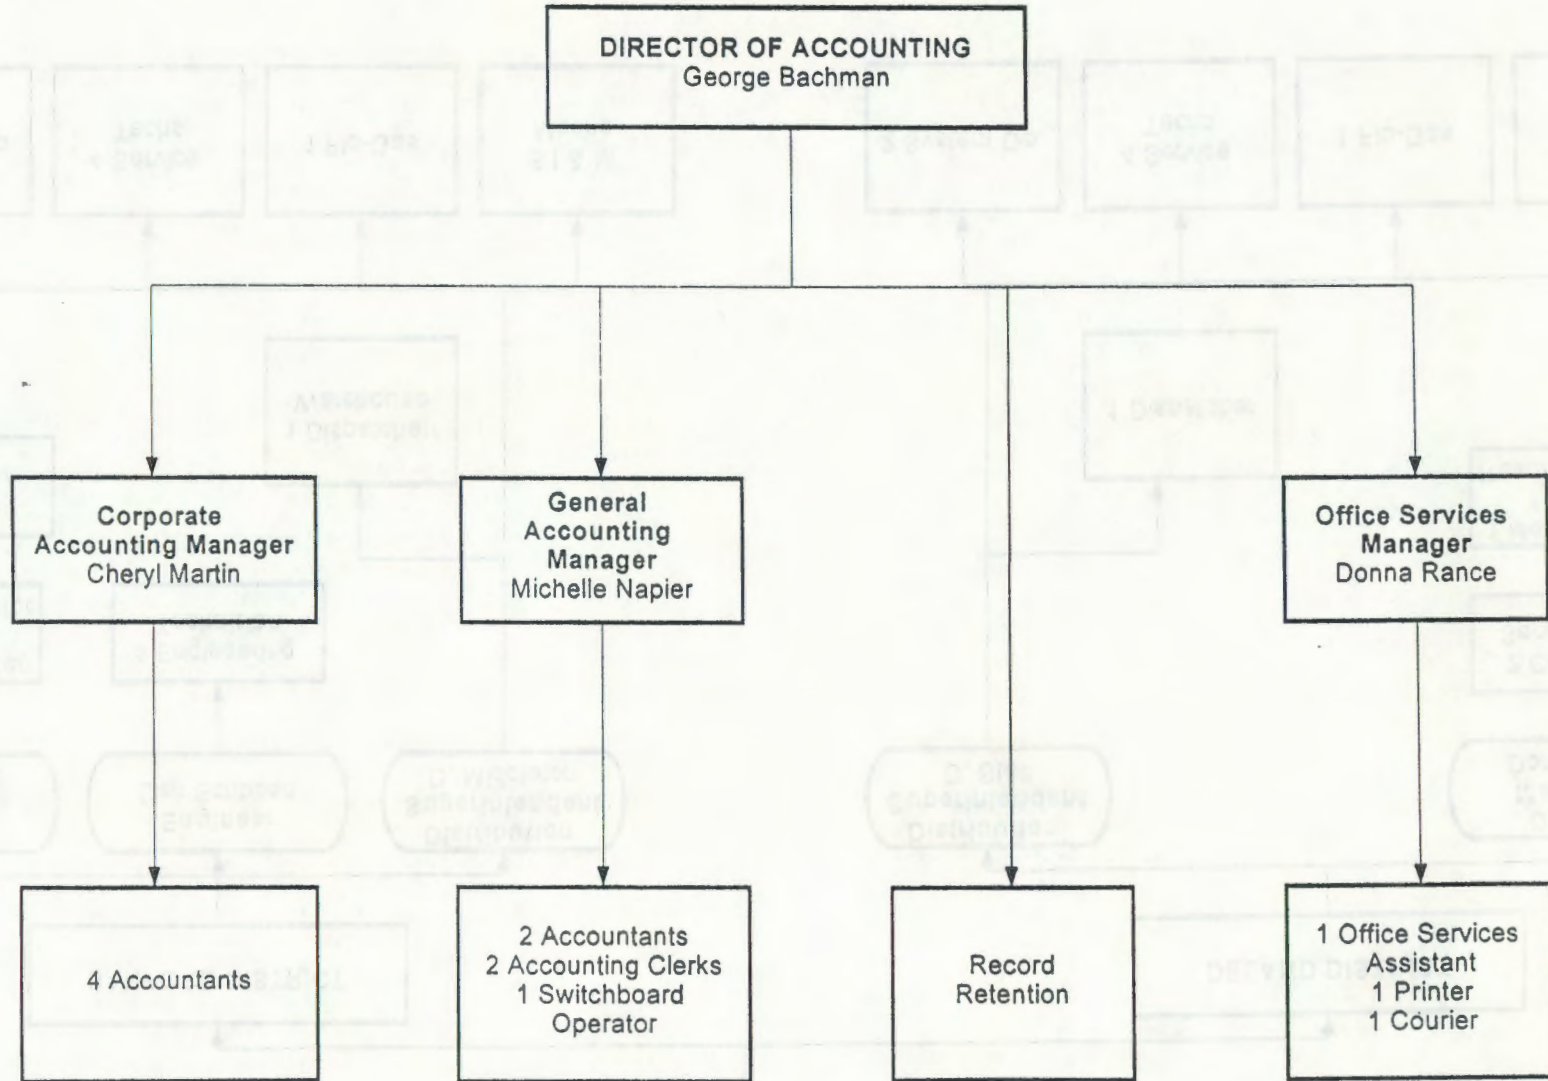 DIRECTOR OF ACCOUNTING
George Bachman
Corporate
Accounting Manager
Cheryl Martin
General
Accounting
Manager
Michelle Napier
Office Services
Manager
Donna Rance
4 Accountants
2 Accountants
2 Accounting Clerks
1 Switchboard
Operator
Record
Retention
1 Office Services
Assistant
1 Printer
1 Courier